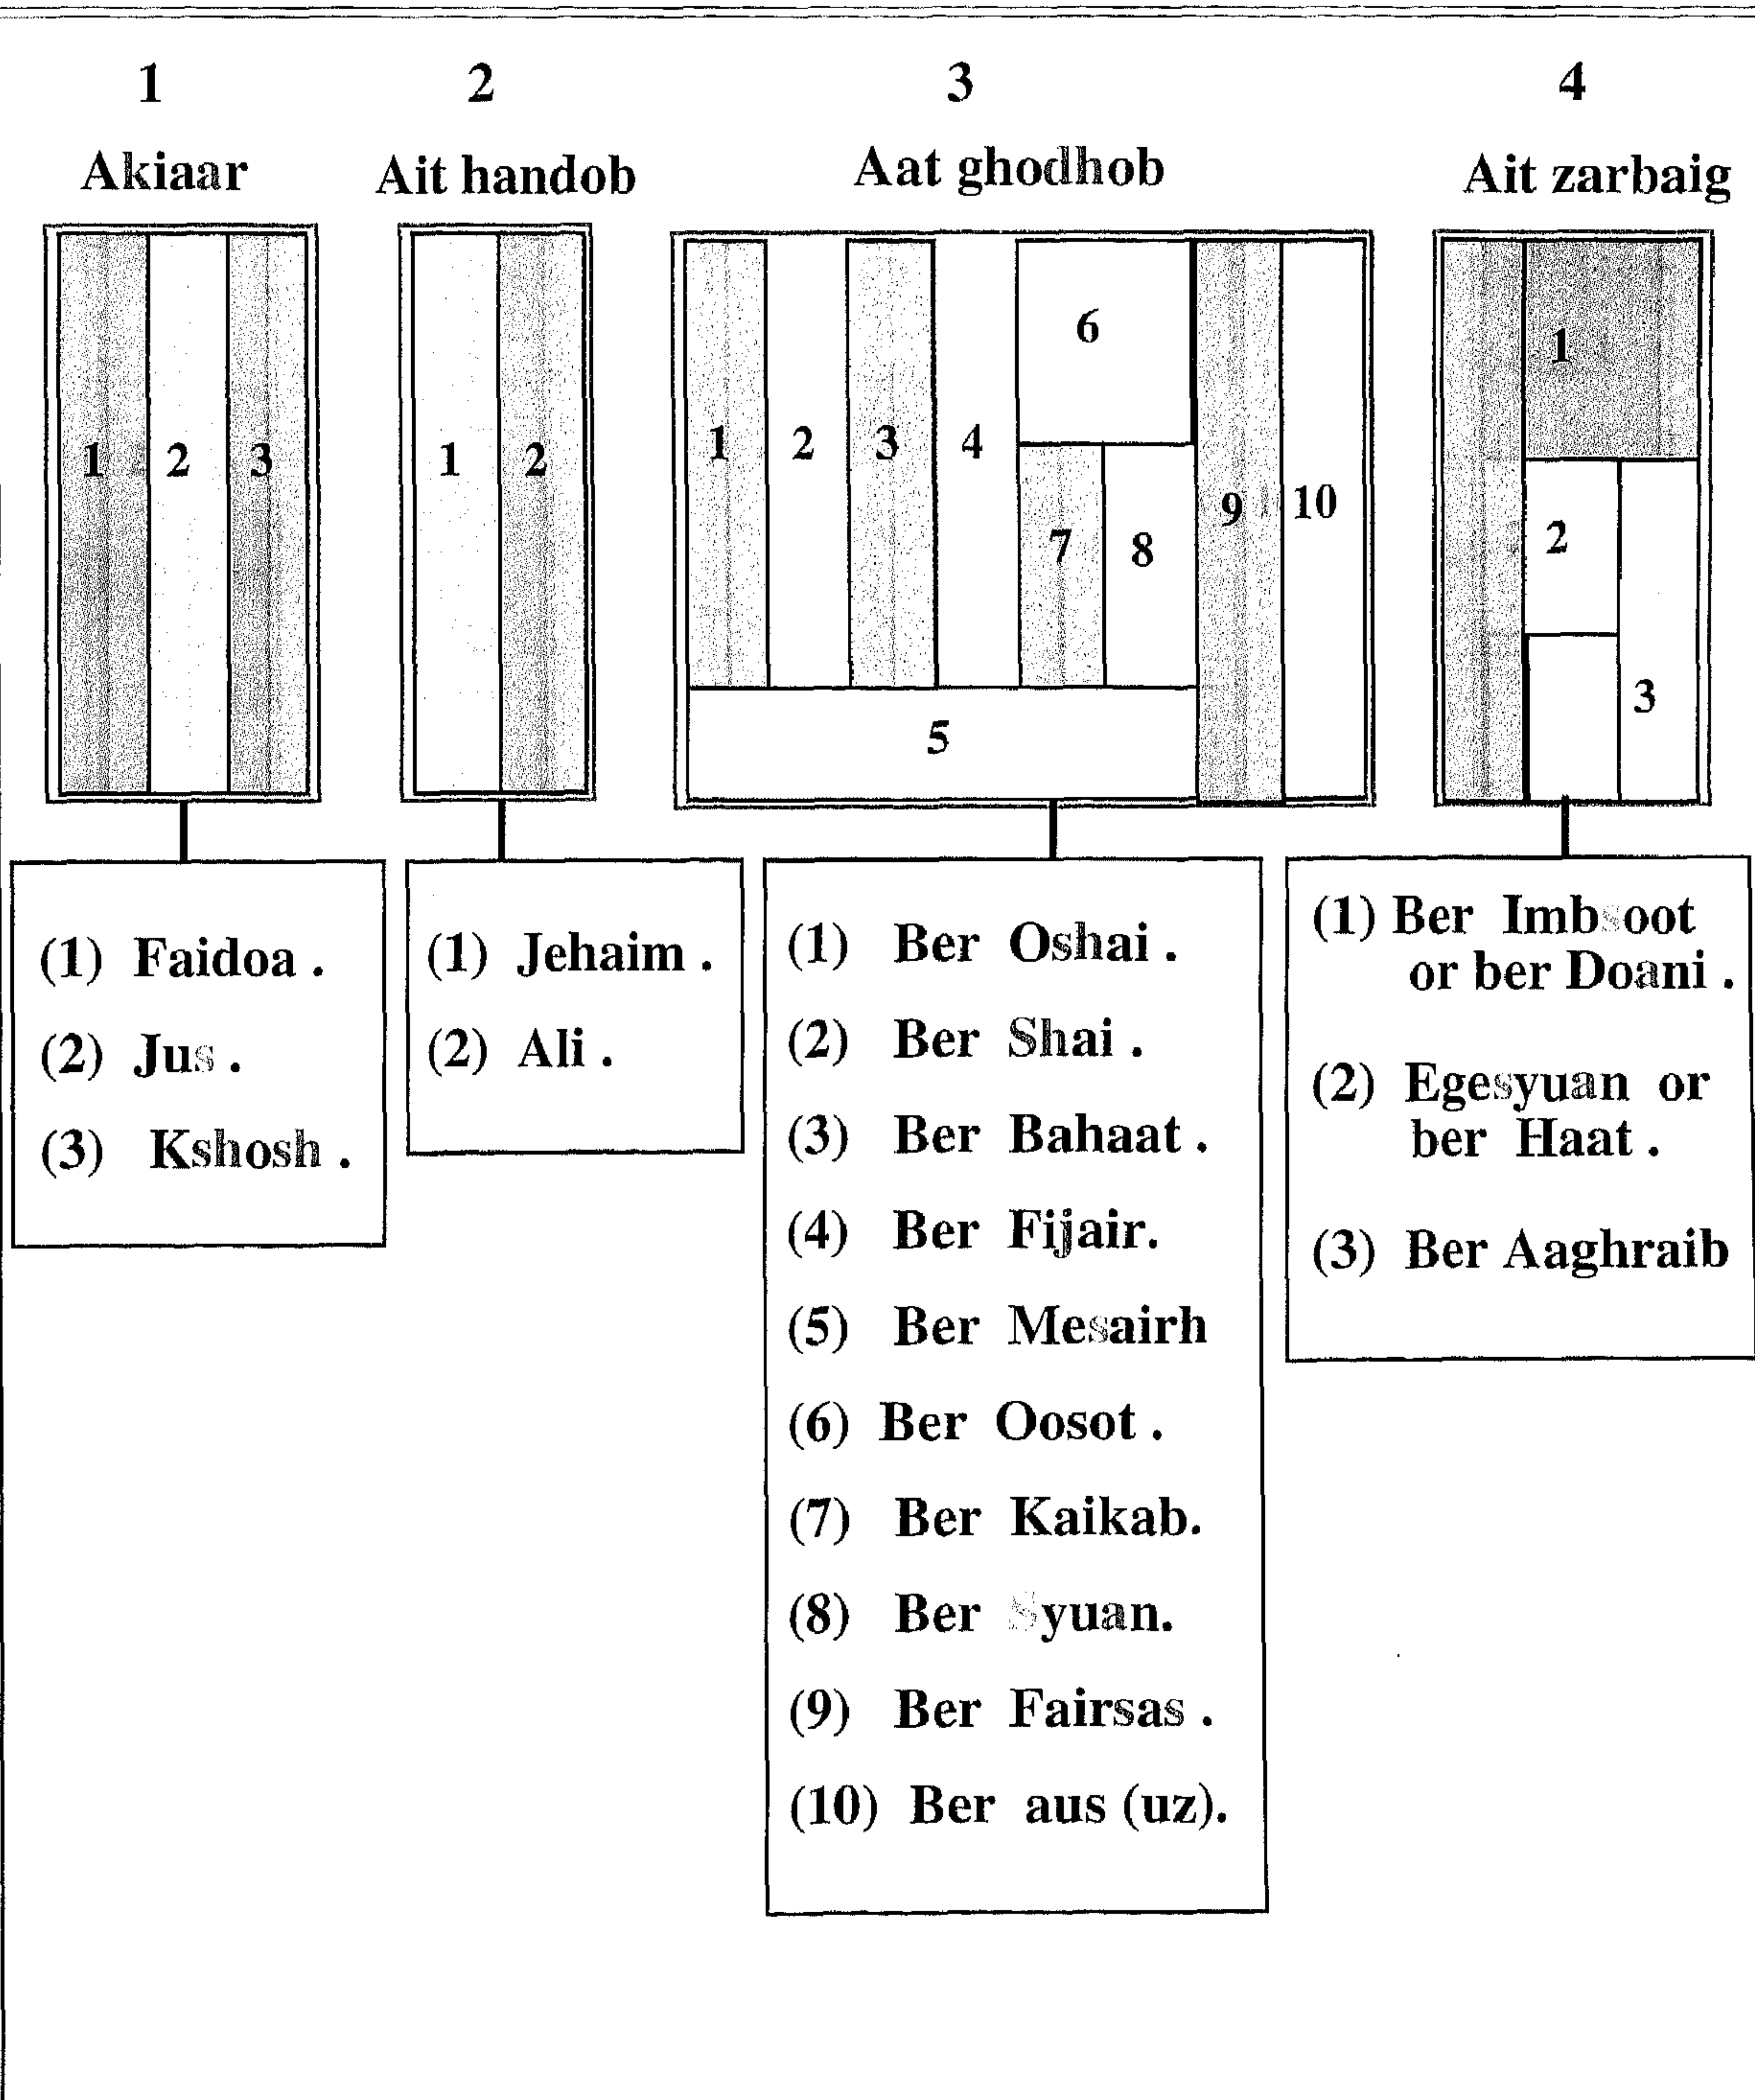 1 2 3 4
Akiaar Ait handob Aat ghodhob Ait zarbaig
1 2 3
1 2
1 2 3 4 5 6 7 8 9 10
1 2 3
(1) Faidoa .
(2) Jus .
(3) Kshosh .
(1) Jehaim .
(2) Ali .
(1) Ber Oshai .
(2) Ber Shai .
(3) Ber Bahaat .
(4) Ber Fijair.
(5) Ber Mesairh
(6) Ber Oosot .
(7) Ber Kaikab.
(8) Ber Syuan.
(9) Ber Fairsas .
(10) Ber aus (uz).
(1) Ber Imbsoot
or ber Doani .
(2) Egesyuan or
ber Haat .
(3) Ber Aaghraib